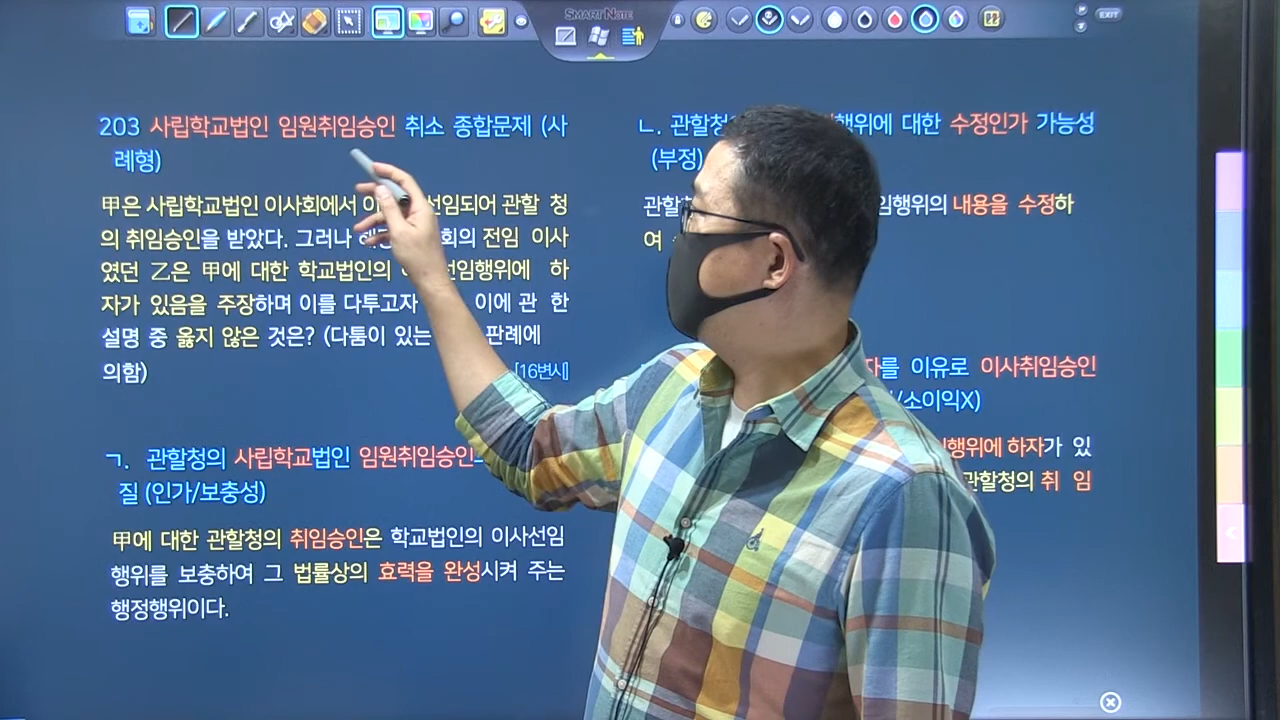 SMART NOTE
EXIT
203 사립학교법인 임원취임승인 취소 종합문제 (사
례형)
甲은 사립학교법인 이사회에서 선임되어 관할 청
의 취임승인을 받았다. 그러나 회의 전임 이사
였던 乙은 甲에 대한 학교법인의 선임행위에 하
자가 있음을 주장하며 이를 다투고자 이에 관 한
설명 중 옳지 않은 것은? (다툼이 있는 판례에
의함)
[16변시]
ㄱ. 관할청의 사립학교법인 임원취임승인
질 (인가/보충성)
甲에 대한 관할청의 취임승인은 학교법인의 이사선임
행위를 보충하여 그 법률상의 효력을 완성시켜 주는
행정행위이다.
ㄴ. 관할청 행위에 대한 수정인가 가능성
(부정)
관할 임행위의 내용을 수정하
여
자를 이유로 이사취임승인
/소이익X)
행위에 하자가 있
관할청의 취 임